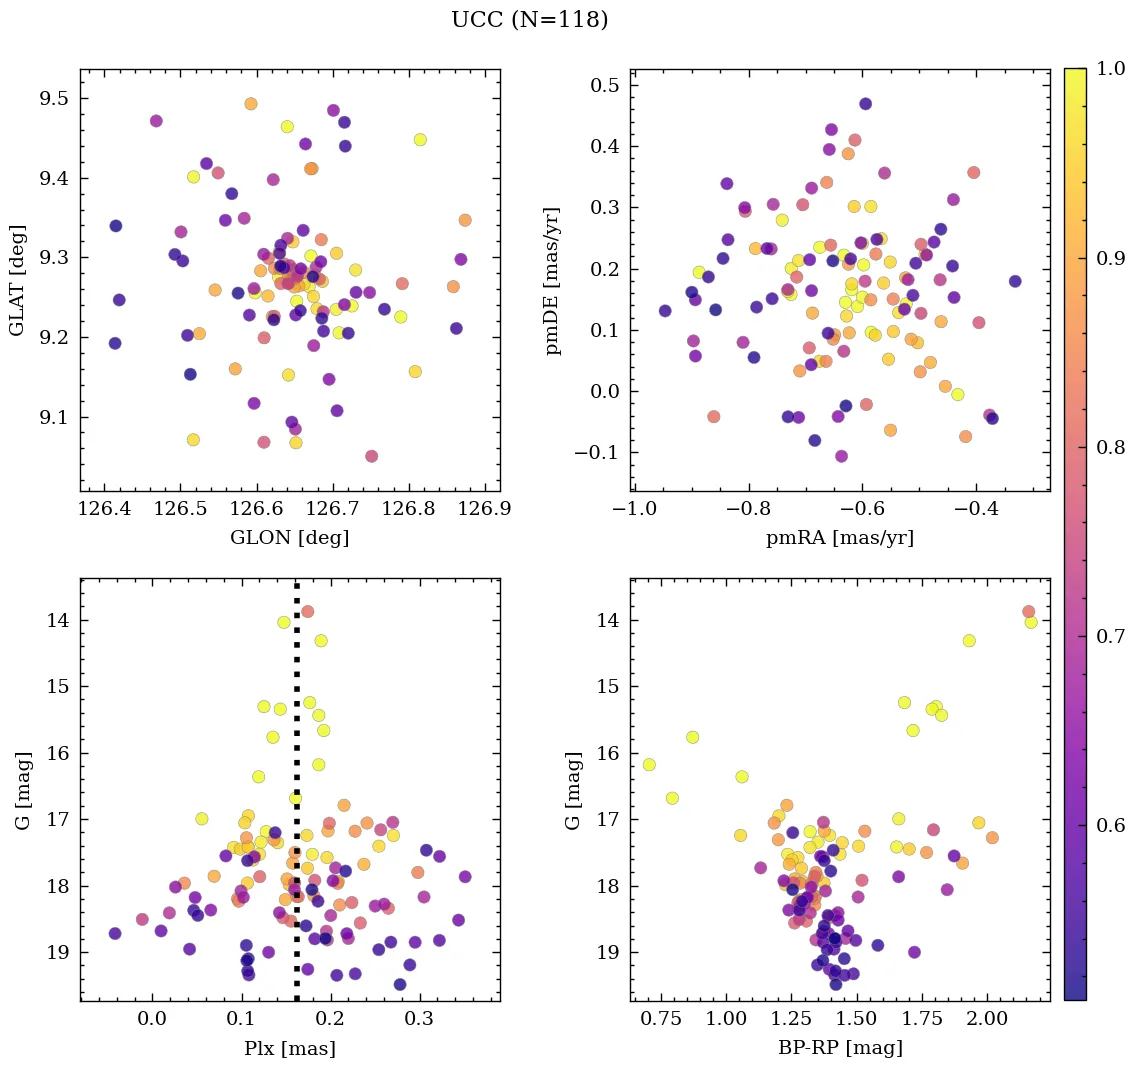 UCC (N=118)
9.5
9.4
9.3
9.2
9.1
GLAT [deg]
126.4 126.5 126.6 126.7 126.8 126.9
GLON [deg]
0.5
0.4
0.3
0.2
0.1
0.0
−0.1
pmDE [mas/yr]
−1.0 −0.8 −0.6 −0.4
pmRA [mas/yr]
1.0
0.9
0.8
0.7
0.6
14
15
16
17
18
19
G [mag]
0.0 0.1 0.2 0.3
Plx [mas]
14
15
16
17
18
19
G [mag]
0.75 1.00 1.25 1.50 1.75 2.00
BP-RP [mag]